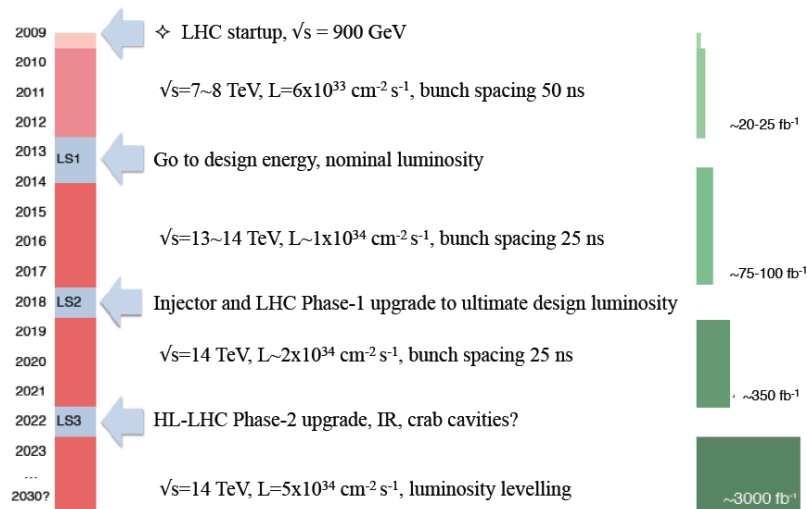 2009
✧ LHC startup, √s = 900 GeV
2010
2011
√s=7~8 TeV, L=6x10³³ cm⁻² s⁻¹, bunch spacing 50 ns
2012
~20-25 fb⁻¹
2013
LS1
Go to design energy, nominal luminosity
2014
2015
2016
√s=13~14 TeV, L~1x10³⁴ cm⁻² s⁻¹, bunch spacing 25 ns
2017
~75-100 fb⁻¹
2018
LS2
Injector and LHC Phase-1 upgrade to ultimate design luminosity
2019
2020
√s=14 TeV, L~2x10³⁴ cm⁻² s⁻¹, bunch spacing 25 ns
2021
~350 fb⁻¹
2022
LS3
HL-LHC Phase-2 upgrade, IR, crab cavities?
2023
...
2030?
√s=14 TeV, L=5x10³⁴ cm⁻² s⁻¹, luminosity levelling
~3000 fb⁻¹